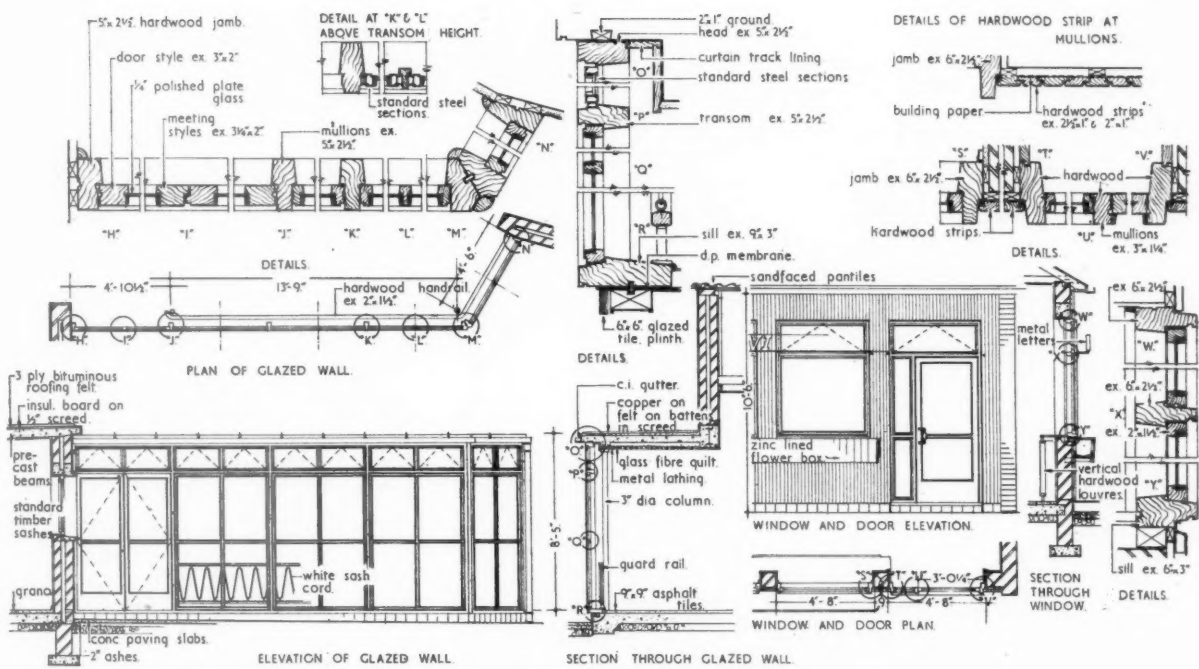 5"x 2½" hardwood jamb.
door style ex. 3"x 2"
¼" polished plate
glass.
meeting
styles ex. 3¼"x 2"
DETAIL AT "K" & "L"
ABOVE TRANSOM HEIGHT.
standard steel
sections.
mullions ex.
5"x 2½"
"N."
"H." "I." "J." "K." "L." "M."
DETAILS.
4'- 10½" 13'- 9." 4'- 6"
hardwood handrail.
ex 2"x 1½"
"N"
"H" "I" "J" "K" "L" "M"
PLAN OF GLAZED WALL.
2"x 1" ground.
head ex 5"x 2½"
curtain track lining
standard steel sections
"O"
"P"
transom ex. 5"x 2½"
"Q"
"R"
sill ex. 9"x 3"
d.p. membrane.
6"x 6" glazed
tile, plinth.
DETAILS.
DETAILS OF HARDWOOD STRIP AT
MULLIONS.
jamb ex 6"x 2½"
building paper
hardwood strips
ex. 2½"x 1" & 2"x 1"
"S." "T." "V."
jamb ex 6"x 2½"
hardwood
hardwood strips.
"U."
mullions
ex. 3"x 1¼"
DETAILS.
3 ply bituminous
roofing felt.
insul. board on
½" screed.
pre-
cast
beams.
standard
timber
sashes
grano.
conc paving slabs.
2" ashes.
white sash
cord.
ELEVATION OF GLAZED WALL.
c.i. gutter.
copper on
felt on battens
in screed.
glass fibre quilt.
metal lathing.
3" dia column.
8'- 5."
guard rail.
9"x 9" asphalt
tiles.
"O"
"P"
"Q"
"R"
SECTION THROUGH GLAZED WALL.
sandfaced pantiles
10'- 6."
zinc lined
flower box.
WINDOW AND DOOR ELEVATION.
"S" "T" "U" 3'-0¼"
4'- 8." 9" 4'- 8." "V"
WINDOW AND DOOR PLAN.
metal
letters
"W"
"Y"
vertical
hardwood
louvres.
SECTION
THROUGH
WINDOW.
ex 6"x 2½"
"W."
ex. 6"x 2½"
"X"
ex. 2"x 1½"
"Y."
sill ex. 6"x 3"
DETAILS.